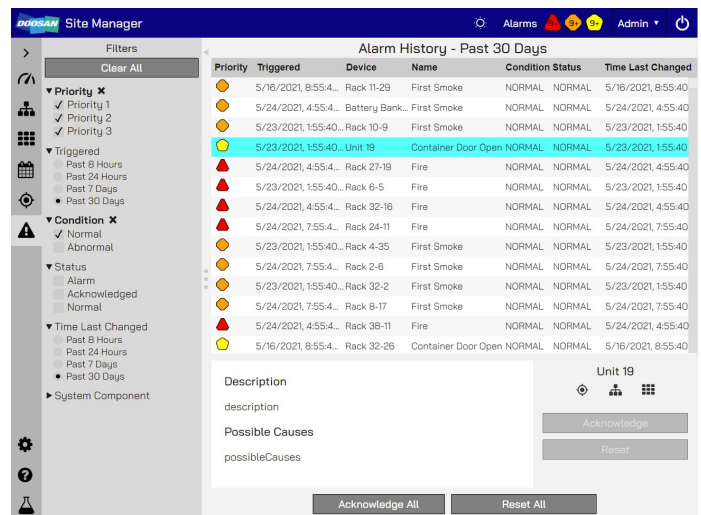 DOOSAN Site Manager Alarms 9+ 9+ 9+ Admin
Filters
Clear All
Priority ✖
Priority 1
Priority 2
Priority 3
Triggered
Past 8 Hours
Past 24 Hours
Past 7 Days
Past 30 Days
Condition ✖
Normal
Abnormal
Status
Alarm
Acknowledged
Normal
Time Last Changed
Past 8 Hours
Past 24 Hours
Past 7 Days
Past 30 Days
System Component
Alarm History - Past 30 Days
Priority Triggered Device Name Condition Status Time Last Changed
5/16/2021, 8:55:4... Rack 11-29 First Smoke NORMAL NORMAL 5/16/2021, 8:55:40
5/24/2021, 4:55:4... Battery Bank... First Smoke NORMAL NORMAL 5/24/2021, 4:55:40
5/23/2021, 1:55:40... Rack 10-9 First Smoke NORMAL NORMAL 5/23/2021, 1:55:40
5/23/2021, 1:55:40... Unit 19 Container Door Open NORMAL NORMAL 5/23/2021, 1:55:40
5/24/2021, 4:55:4... Rack 27-19 Fire NORMAL NORMAL 5/24/2021, 4:55:40
5/23/2021, 1:55:40... Rack 6-5 Fire NORMAL NORMAL 5/23/2021, 1:55:40
5/24/2021, 4:55:4... Rack 32-16 Fire NORMAL NORMAL 5/24/2021, 4:55:40
5/24/2021, 7:55:4... Rack 24-11 Fire NORMAL NORMAL 5/24/2021, 7:55:40
5/23/2021, 1:55:40... Rack 4-35 First Smoke NORMAL NORMAL 5/23/2021, 1:55:40
5/24/2021, 7:55:4... Rack 2-6 First Smoke NORMAL NORMAL 5/24/2021, 7:55:40
5/23/2021, 1:55:40... Rack 32-2 First Smoke NORMAL NORMAL 5/23/2021, 1:55:40
5/24/2021, 7:55:4... Rack 8-17 First Smoke NORMAL NORMAL 5/24/2021, 7:55:40
5/24/2021, 4:55:4... Rack 38-11 Fire NORMAL NORMAL 5/24/2021, 4:55:40
5/16/2021, 8:55:4... Rack 32-26 Container Door Open NORMAL NORMAL 5/16/2021, 8:55:40
Description
description
Possible Causes
possibleCauses
Unit 19
Acknowledge
Reset
Acknowledge All Reset All